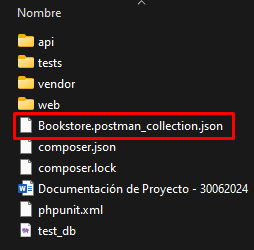 Nombre
api
tests
vendor
web
Bookstore.postman_collection.json
composer.json
composer.lock
Documentación de Proyecto - 30062024
phpunit.xml
test_db